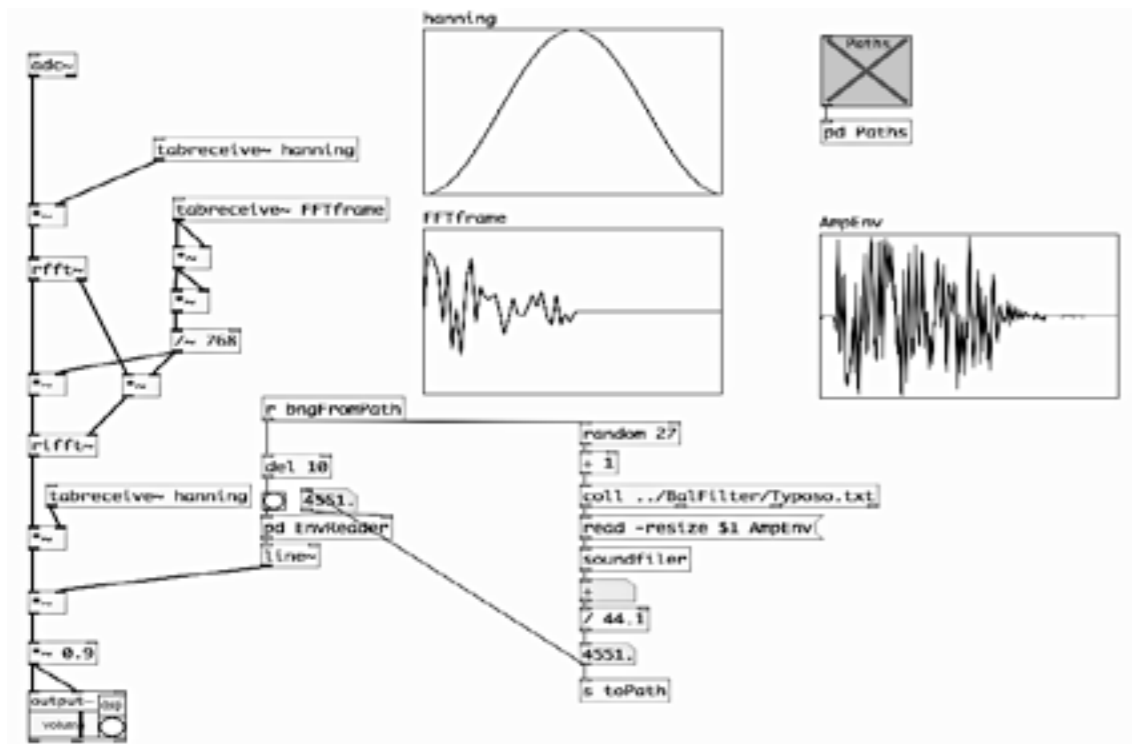 hanning
adc~
Paths
pd Paths
tabreceive~ hanning
*~
tabreceive~ FFTframe
FFTframe
AmpEnv
*~
rfft~
*~
/~ 768
*~
*~
r bngFromPath
random 27
rifft~
del 10
+ 1
tabreceive~ hanning
4551.
coll ../BalFilter/Typoso.txt
*~
pd EnvReader
read -resize $1 AmpEnv
line~
soundfiler
*~
+
/ 44.1
*~ 0.9
4551.
s toPath
output~
dsp
volum